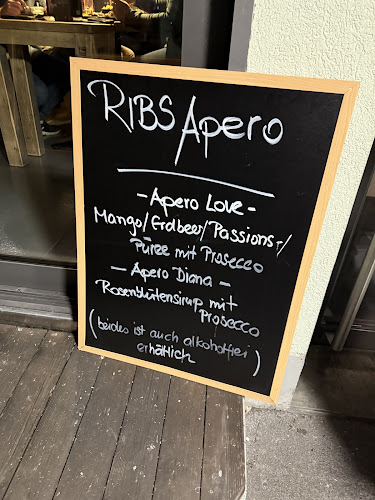 RIBS Apero
- Apero Love -
Mango/Erdbeer/Passions-/
Püree mit Prosecco
- Apero Diana -
Rosenblütensirup mit
Prosecco
(beides ist auch alkoholfrei
erhältlich)